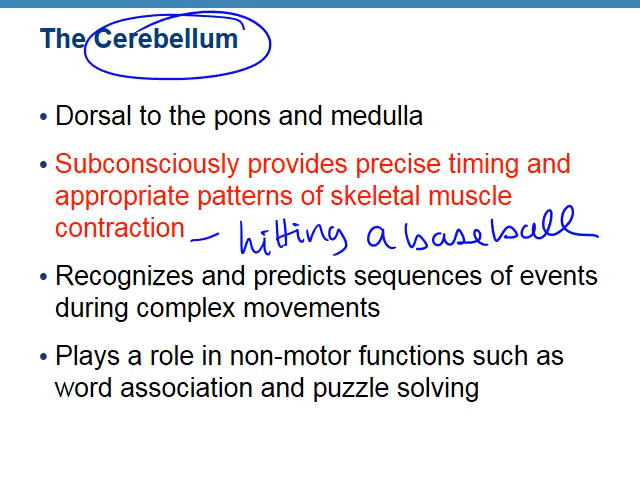 The Cerebellum
• Dorsal to the pons and medulla
• Subconsciously provides precise timing and
appropriate patterns of skeletal muscle
contraction – hitting a baseball
• Recognizes and predicts sequences of events
during complex movements
• Plays a role in non-motor functions such as
word association and puzzle solving